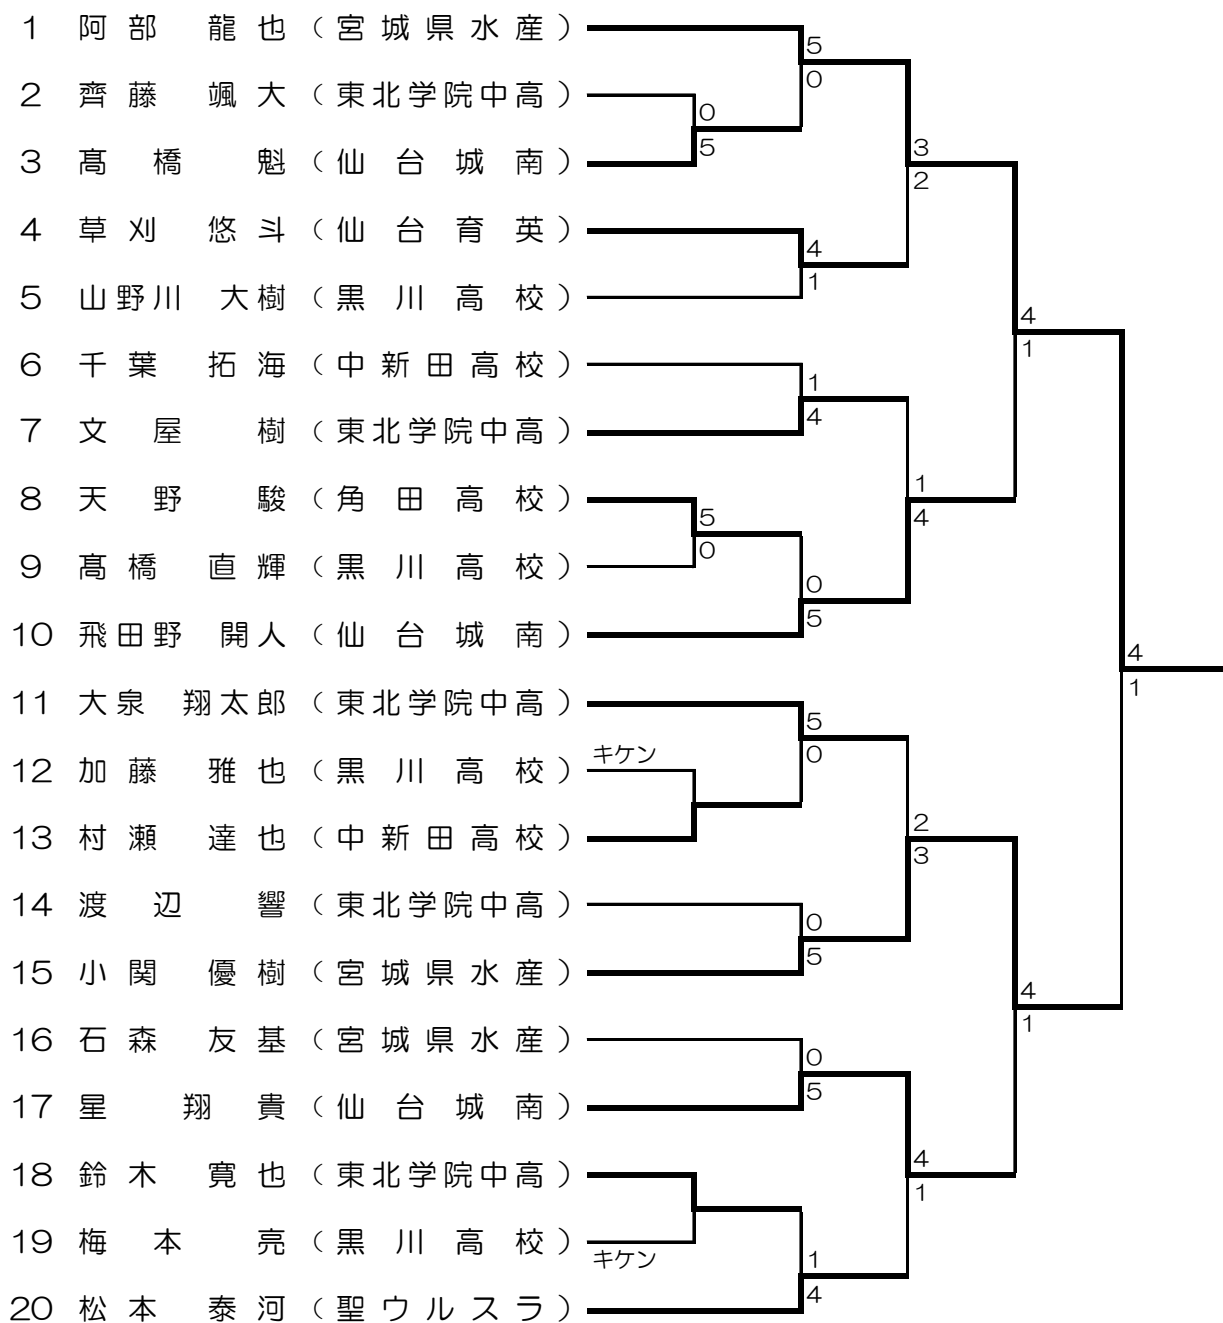 1 阿部 龍也 (宮城県水産)
5
0
2 齊藤 颯大 (東北学院中高)
0
5
3 髙橋 魁 (仙台城南)
3
2
4 草刈 悠斗 (仙台育英)
4
1
5 山野川 大樹 (黒川高校)
4
1
6 千葉 拓海 (中新田高校)
1
4
7 文屋 樹 (東北学院中高)
8 天野 駿 (角田高校)
1
4
5
0
9 髙橋 直輝 (黒川高校)
0
5
10 飛田野 開人 (仙台城南)
4
1
11 大泉 翔太郎 (東北学院中高)
5
0
キケン
12 加藤 雅也 (黒川高校)
13 村瀬 達也 (中新田高校)
2
3
14 渡辺 響 (東北学院中高)
0
5
15 小関 優樹 (宮城県水産)
4
1
16 石森 友基 (宮城県水産)
0
5
17 星 翔貴 (仙台城南)
18 鈴木 寛也 (東北学院中高)
4
1
19 梅本 亮 (黒川高校)
キケン
1
4
20 松本 泰河 (聖ウルスラ)